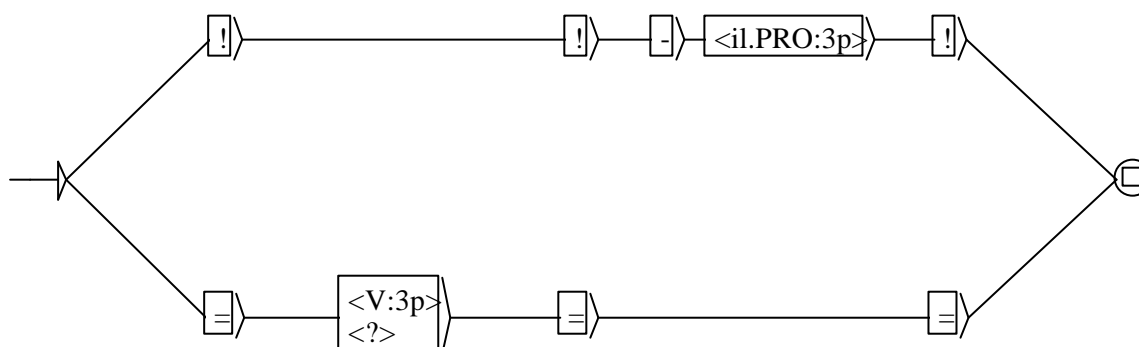 ! ! - <il.PRO:3p> !
= <V:3p> = =
<?>